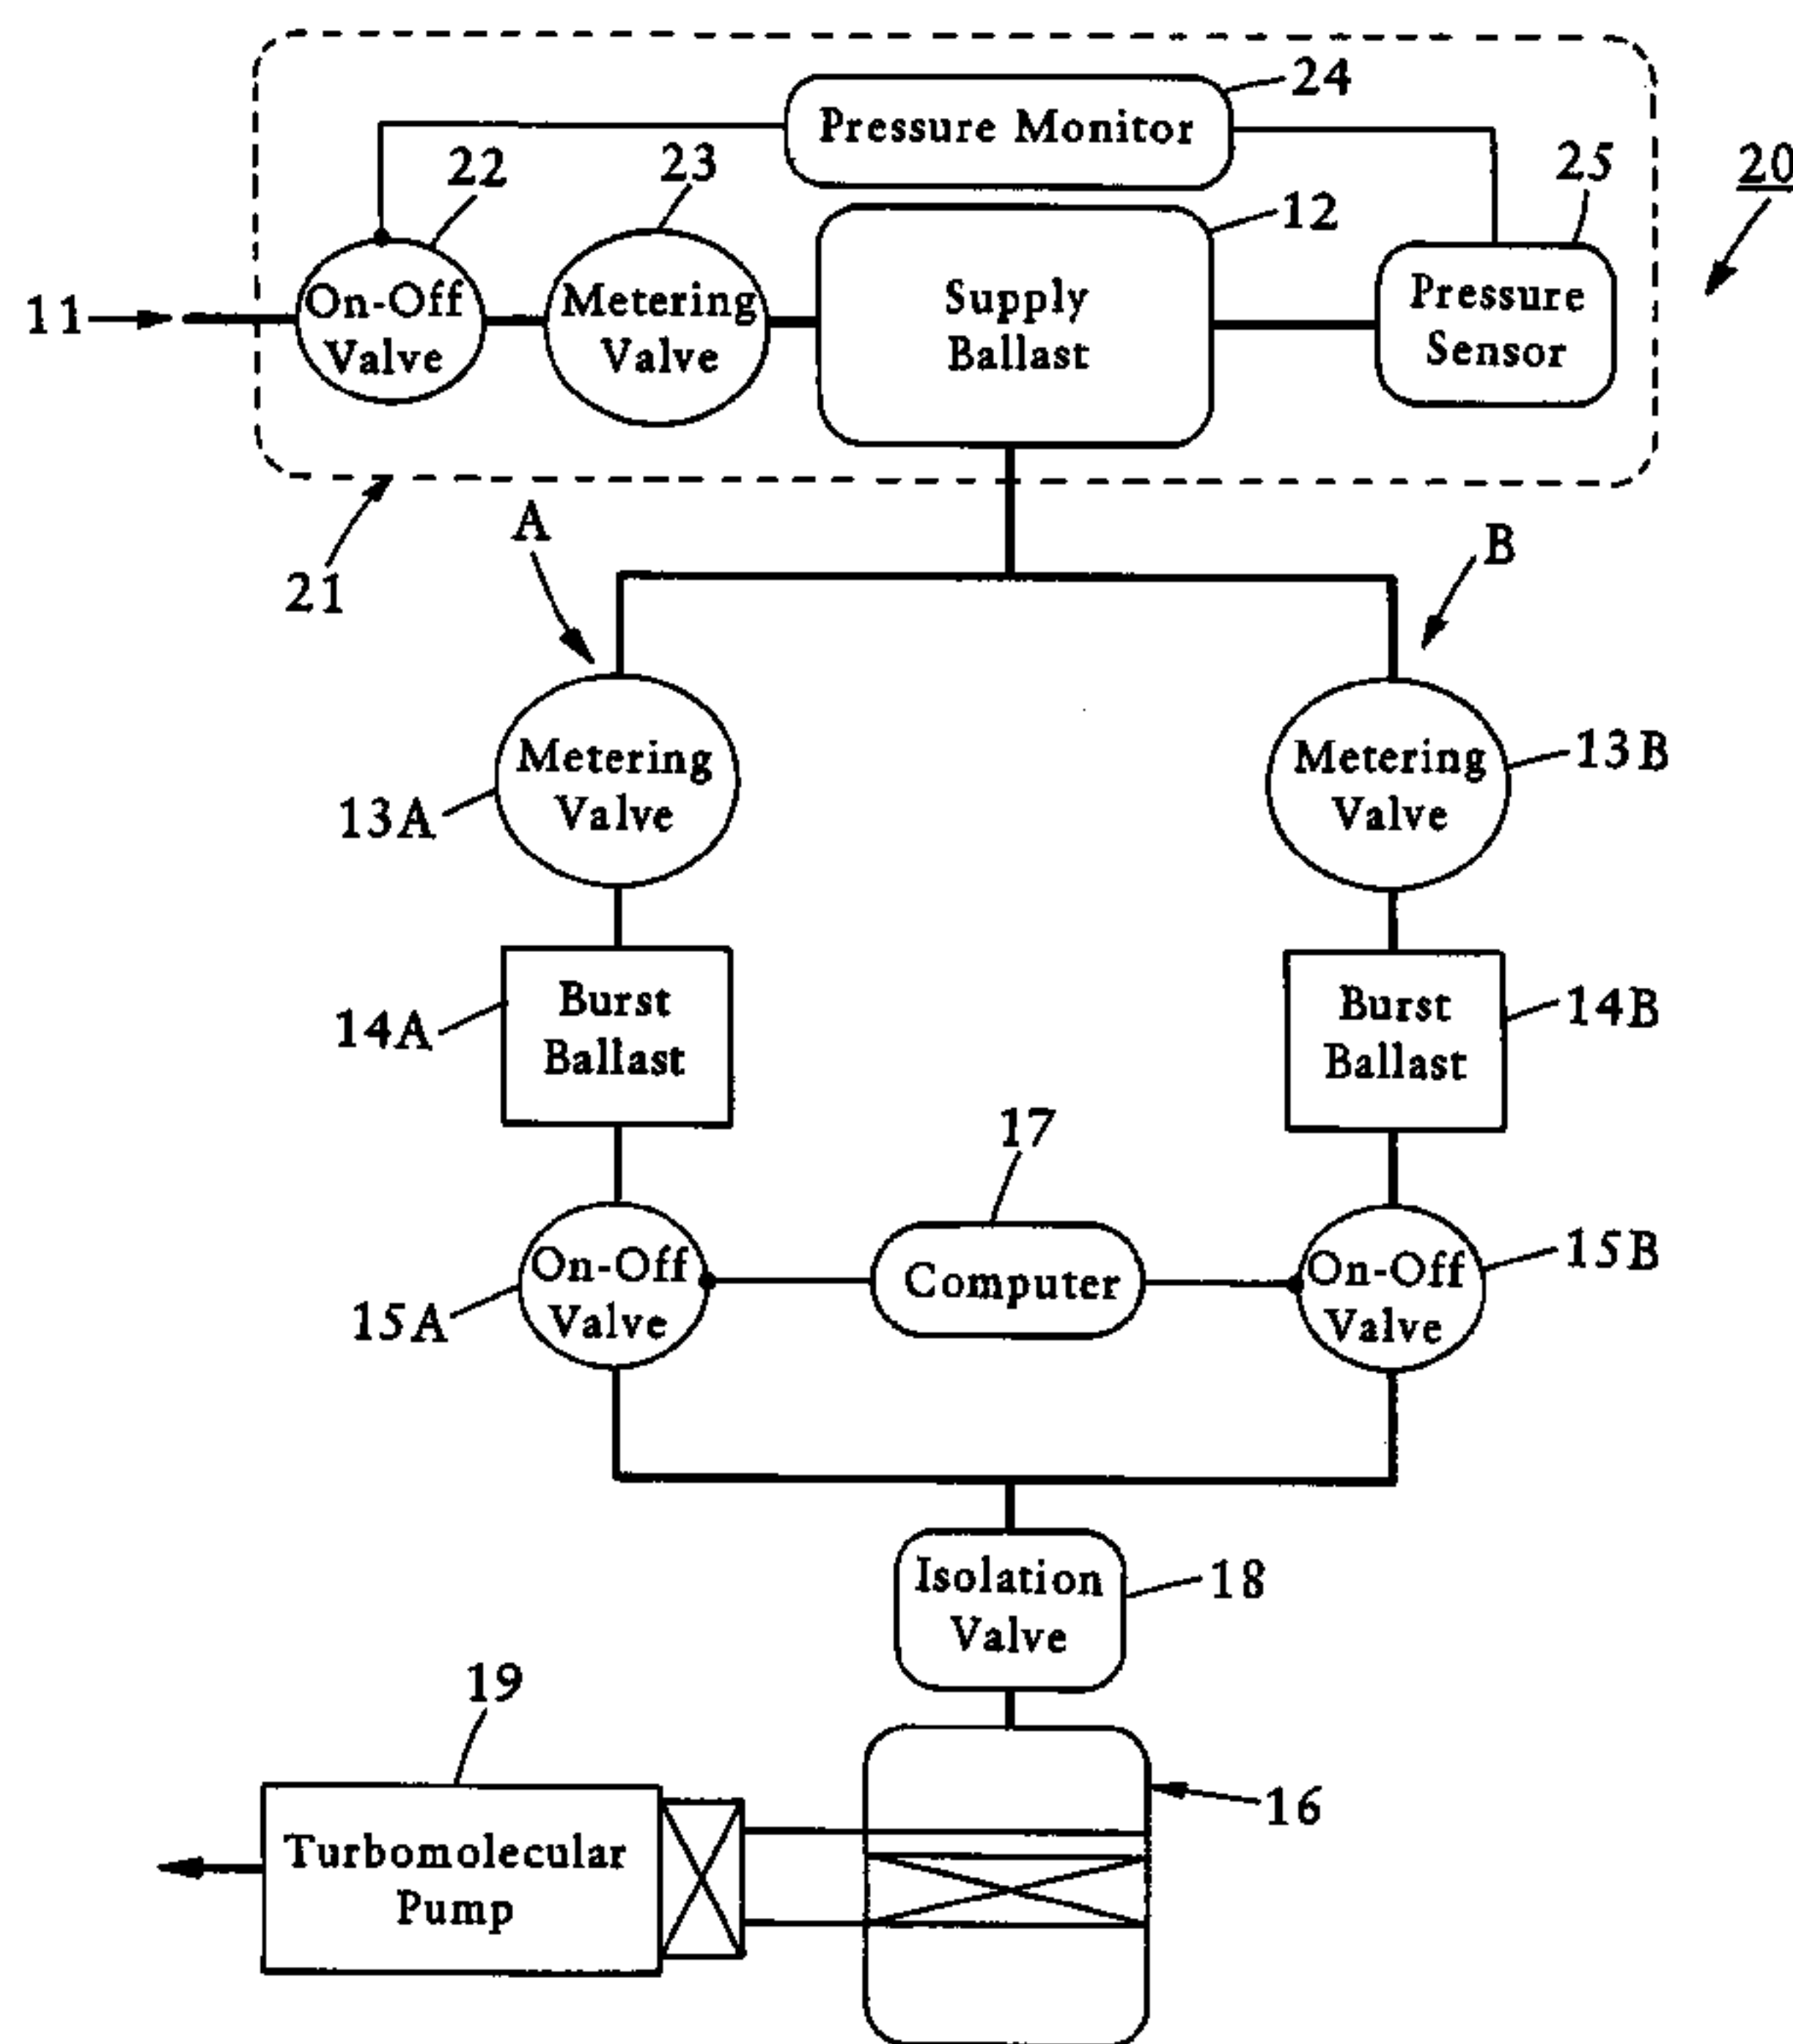 24
Pressure Monitor
22
23
25
20
12
11
On-Off
Valve
Metering
Valve
Supply
Ballast
Pressure
Sensor
21
A
B
Metering
Valve
13A
Metering
Valve
13B
14A
Burst
Ballast
Burst
Ballast
14B
17
15A
On-Off
Valve
Computer
On-Off
Valve
15B
Isolation
Valve
18
19
Turbomolecular
Pump
16